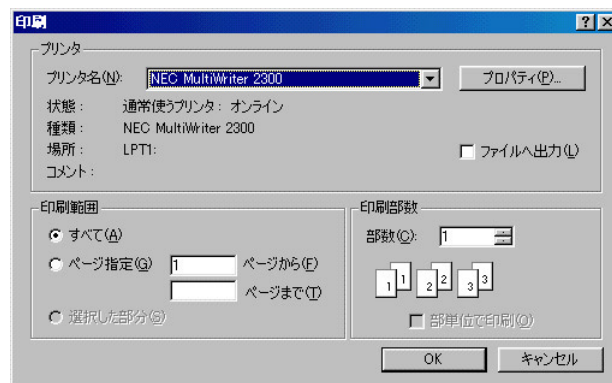 印刷
プリンタ
プリンタ名(N): NEC MultiWriter 2300 プロパティ(P)...
状態： 通常使うプリンタ： オンライン
種類： NEC MultiWriter 2300
場所： LPT1: ファイルへ出力(L)
コメント：
印刷範囲
すべて(A)
ページ指定(G) 1 ページから(F)
ページまで(T)
選択した部分(S)
印刷部数
部数(C): 1
1 1 2 2 3 3
部単位で印刷(O)
OK キャンセル